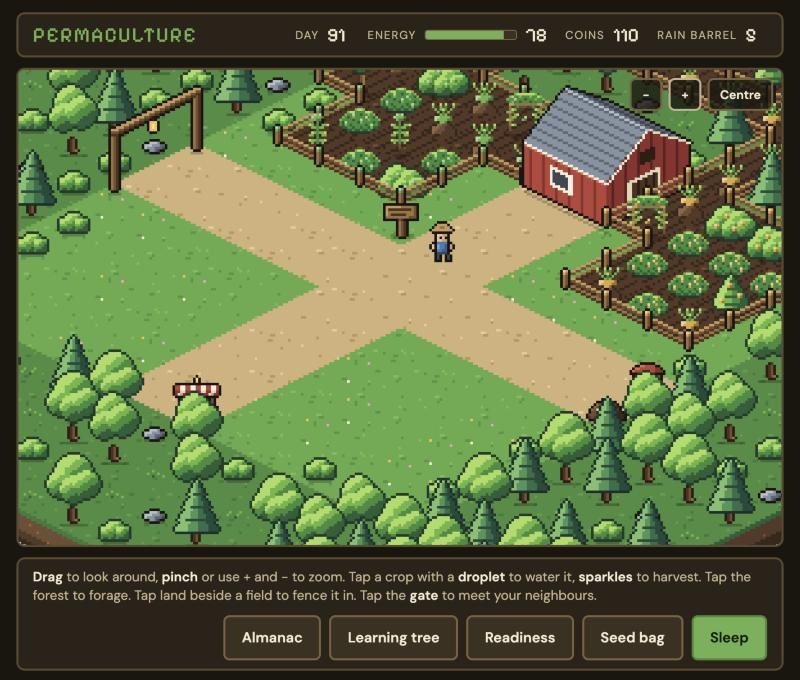 PERMACULTURE
DAY 91 ENERGY 78 COINS 110 RAIN BARREL 8
- + Centre
Drag to look around, pinch or use + and - to zoom. Tap a crop with a droplet to water it, sparkles to harvest. Tap the
forest to forage. Tap land beside a field to fence it in. Tap the gate to meet your neighbours.
Almanac Learning tree Readiness Seed bag Sleep